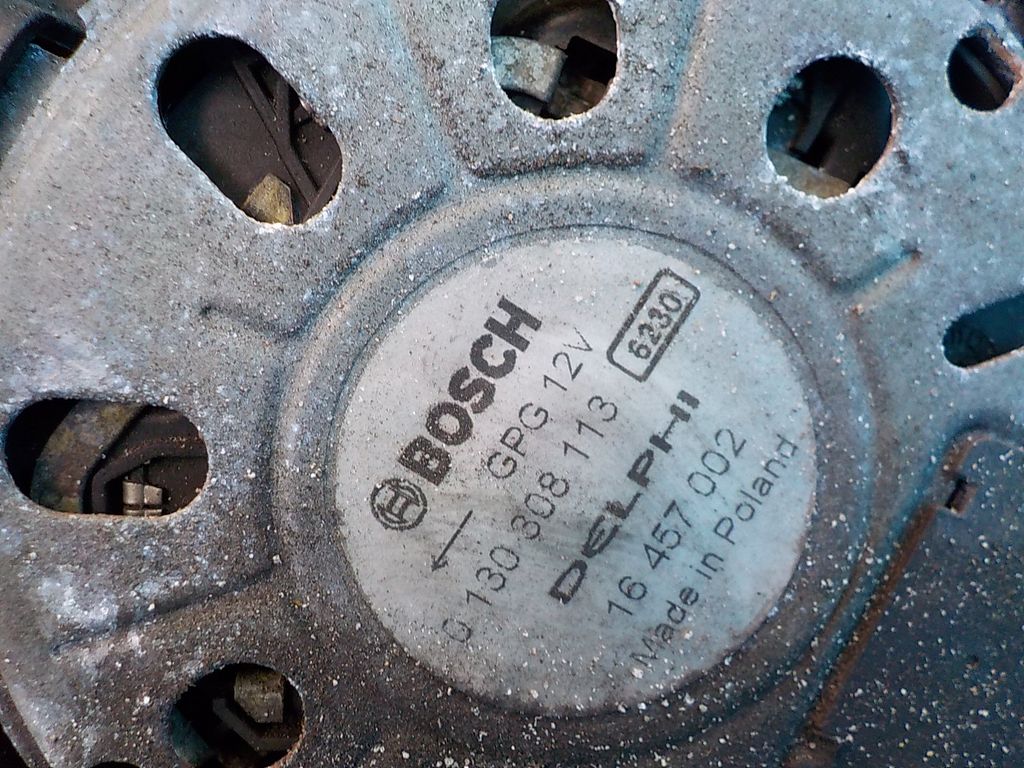 BOSCH
GPG 12V
6230
0 130 308 113
DELPHI
16 457 002
Made in Poland